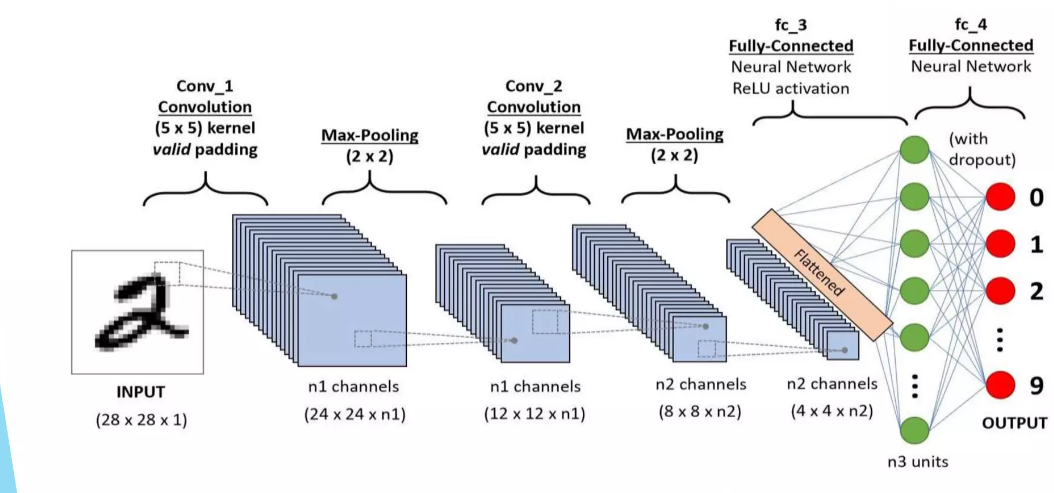 Conv_1
Convolution
(5 x 5) kernel
valid padding
Max-Pooling
(2 x 2)
Conv_2
Convolution
(5 x 5) kernel
valid padding
Max-Pooling
(2 x 2)
fc_3
Fully-Connected
Neural Network
ReLU activation
fc_4
Fully-Connected
Neural Network
(with
dropout)
Flattened
0
1
2
9
OUTPUT
INPUT
(28 x 28 x 1)
n1 channels
(24 x 24 x n1)
n1 channels
(12 x 12 x n1)
n2 channels
(8 x 8 x n2)
n2 channels
(4 x 4 x n2)
n3 units
2